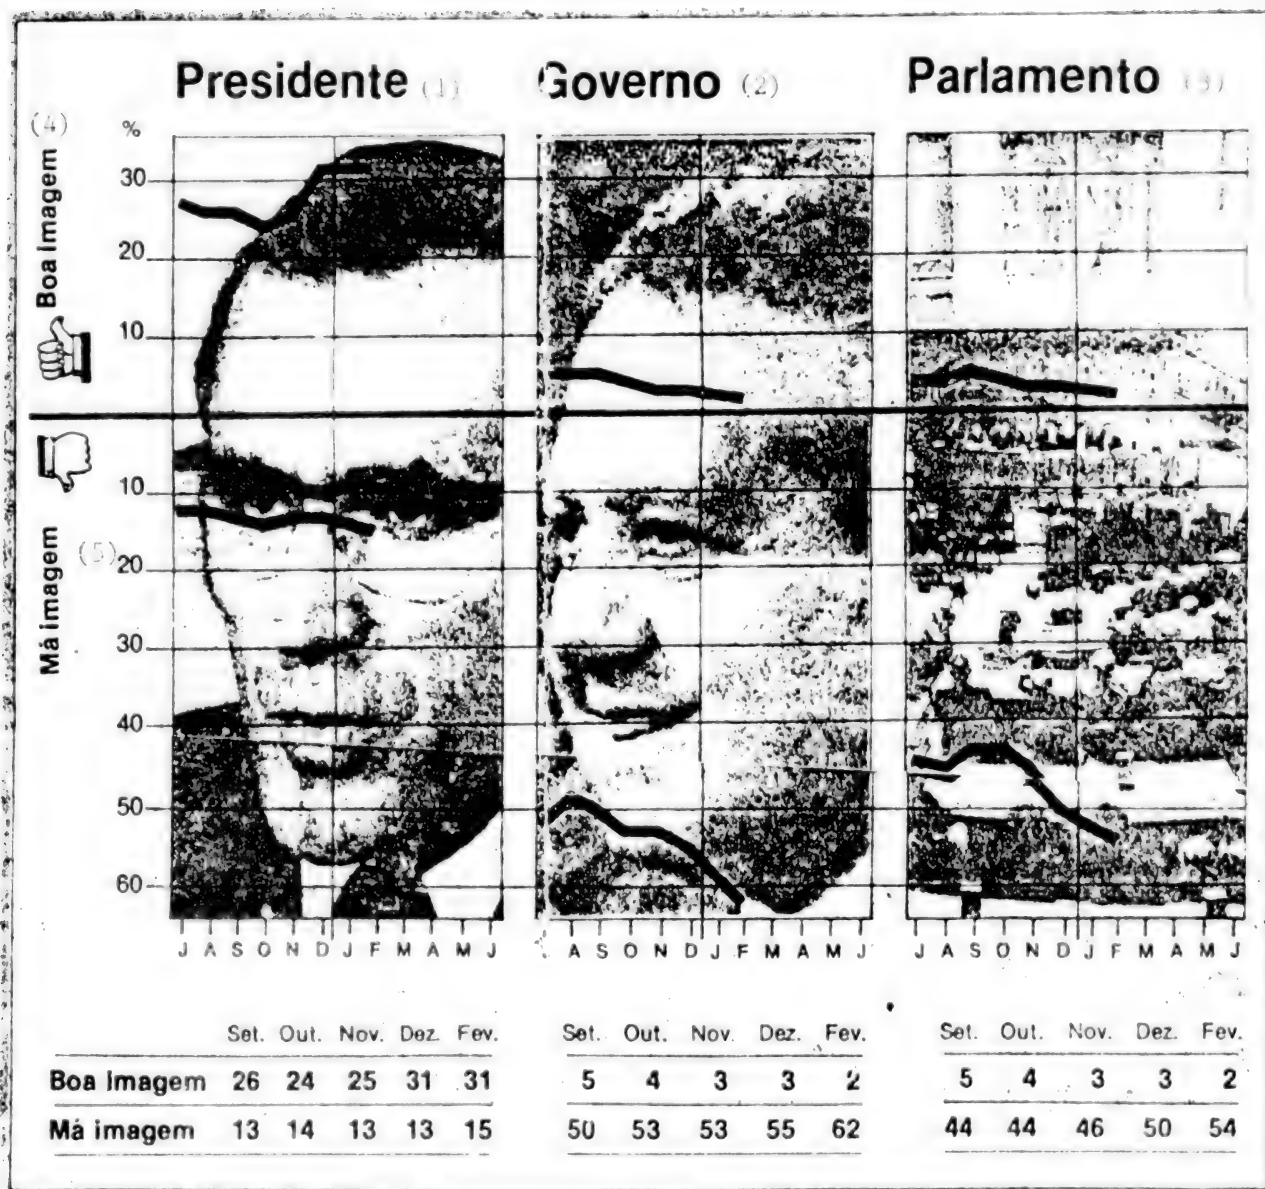 Presidente (1) Governo (2) Parlamento (3)
(4)
%
Boa Imagem
30
20
10
10
20
30
40
50
60
Má imagem (5)
J A S O N D J F M A M J
J A S O N D J F M A M J
J A S O N D J F M A M J
Set. Out. Nov. Dez. Fev. Set. Out. Nov. Dez. Fev. Set. Out. Nov. Dez. Fev.
Boa Imagem 26 24 25 31 31 5 4 3 3 2 5 4 3 3 2
Má imagem 13 14 13 13 15 50 53 53 55 62 44 44 46 50 54